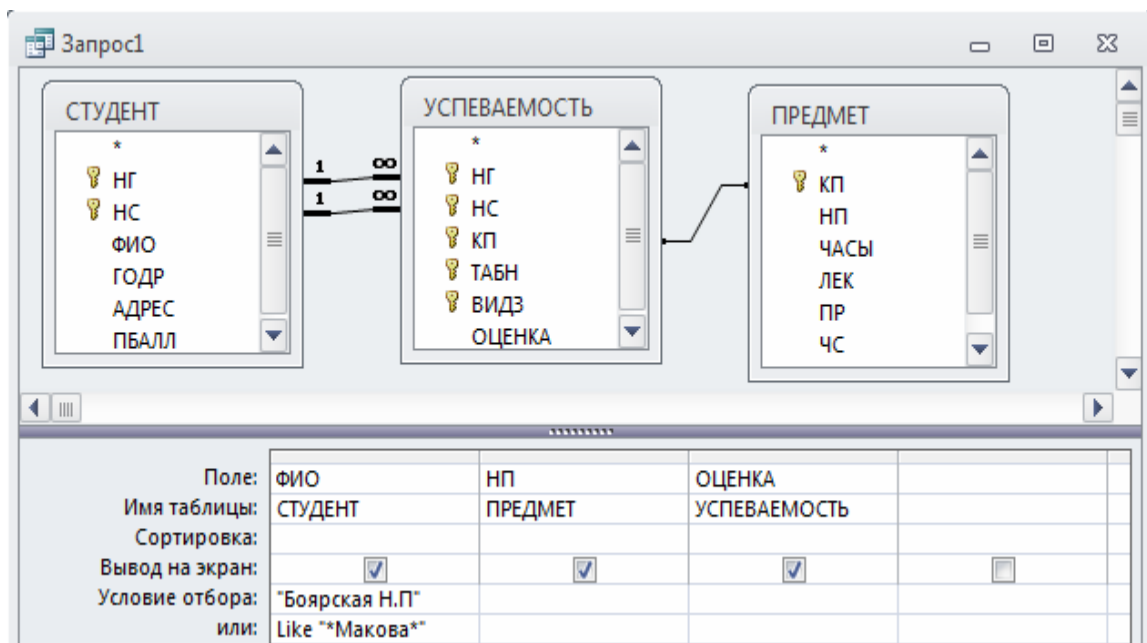 Запрос1
СТУДЕНТ
*
НГ
НС
ФИО
ГОДР
АДРЕС
ПБАЛЛ
1 ∞
1 ∞
УСПЕВАЕМОСТЬ
*
НГ
НС
КП
ТАБН
ВИДЗ
ОЦЕНКА
ПРЕДМЕТ
*
КП
НП
ЧАСЫ
ЛЕК
ПР
ЧС
Поле: ФИО НП ОЦЕНКА
Имя таблицы: СТУДЕНТ ПРЕДМЕТ УСПЕВАЕМОСТЬ
Сортировка:
Вывод на экран:
Условие отбора: "Боярская Н.П"
или: Like "*Макова*"